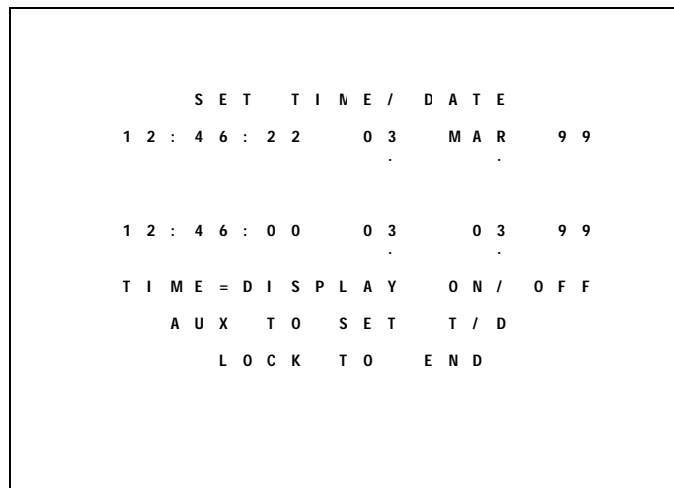 SET TIME/ DATE
12:46:22 03. MAR. 99
12:46:00 03. 03. 99
TIME=DISPLAY ON/ OFF
AUX TO SET T/D
LOCK TO END